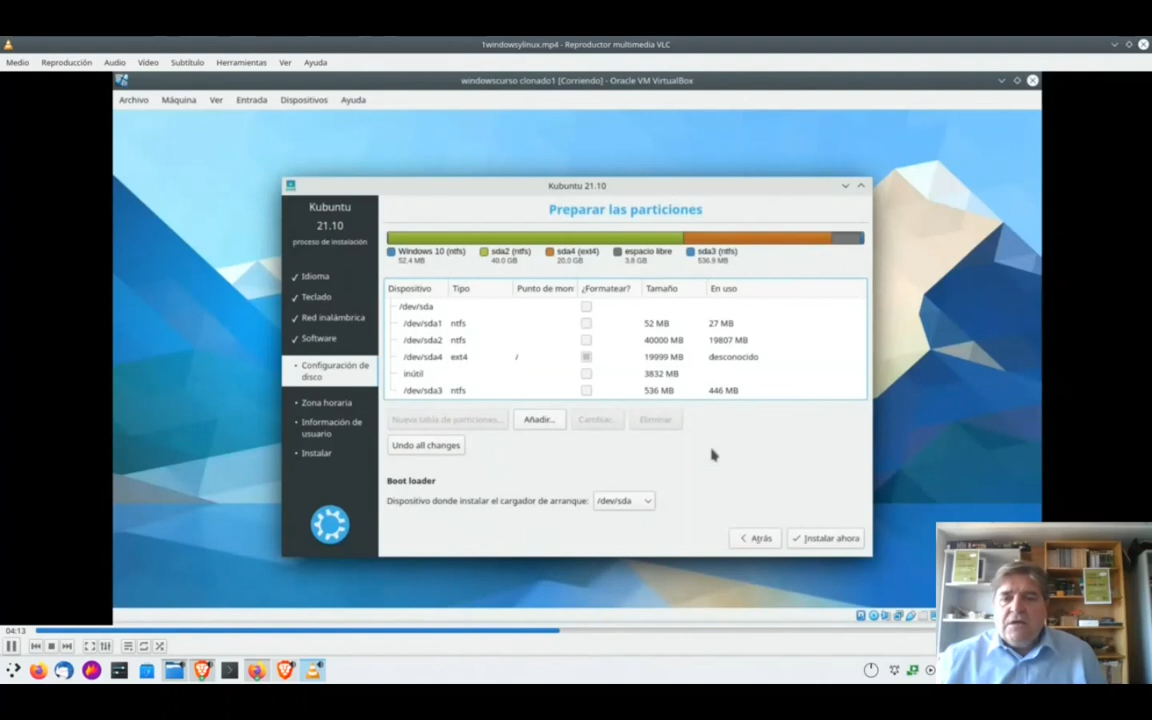 1windowsylinux.mp4 - Reproductor multimedia VLC
Medio Reproducción Audio Vídeo Subtítulo Herramientas Ver Ayuda
windowscurso clonado1 [Corriendo] - Oracle VM VirtualBox
Archivo Máquina Ver Entrada Dispositivos Ayuda
Kubuntu 21.10
Kubuntu
21.10
proceso de instalación
Idioma
Teclado
Red inalámbrica
Software
Configuración de
disco
Zona horaria
Información de
usuario
Instalar
Preparar las particiones
Windows 10 (ntfs) sda2 (ntfs) sda4 (ext4) espacio libre sda3 (ntfs)
52.4 MB 40.0 GB 20.0 GB 3.8 GB 536.9 MB
Dispositivo Tipo Punto de mon ¿Formatear? Tamaño En uso
/dev/sda
/dev/sda1 ntfs 52 MB 27 MB
/dev/sda2 ntfs 40000 MB 19807 MB
/dev/sda4 ext4 / 19999 MB desconocido
inútil 3832 MB
/dev/sda3 ntfs 536 MB 446 MB
Nueva tabla de particiones... Añadir... Cambiar... Eliminar
Undo all changes
Boot loader
Dispositivo donde instalar el cargador de arranque: /dev/sda
Atrás Instalar ahora
04:13